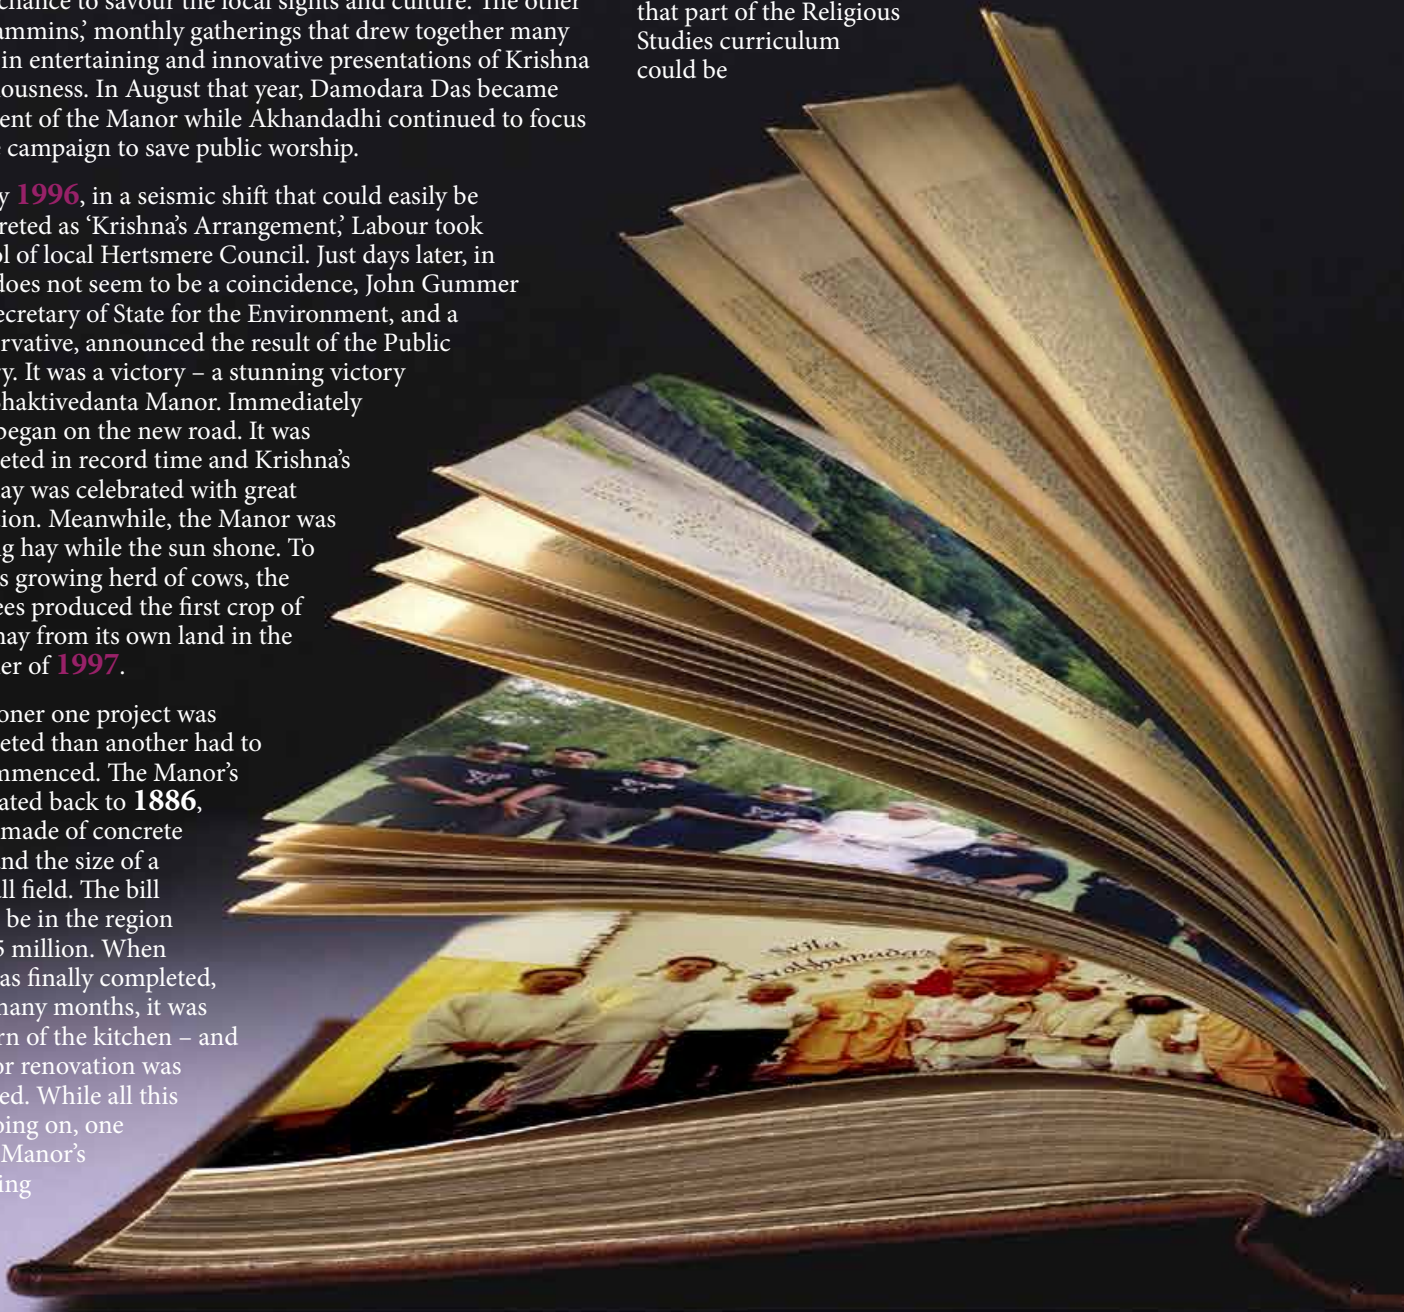 chance to savour the local sights and culture. The other
ammins,’ monthly gatherings that drew together many
in entertaining and innovative presentations of Krishna
ousness. In August that year, Damodara Das became
ent of the Manor while Akhandadhi continued to focus
campaign to save public worship.
y 1996, in a seismic shift that could easily be
reted as ‘Krishna’s Arrangement,’ Labour took
ol of local Hertsmere Council. Just days later, in
does not seem to be a coincidence, John Gummer
ecretary of State for the Environment, and a
rvative, announced the result of the Public
y. It was a victory – a stunning victory
haktivedanta Manor. Immediately
began on the new road. It was
eted in record time and Krishna’s
ay was celebrated with great
ion. Meanwhile, the Manor was
g hay while the sun shone. To
s growing herd of cows, the
ees produced the first crop of
hay from its own land in the
er of 1997.
oner one project was
eted than another had to
mmenced. The Manor’s
ated back to 1886,
made of concrete
nd the size of a
ll field. The bill
be in the region
5 million. When
as finally completed,
many months, it was
rn of the kitchen – and
or renovation was
ed. While all this
oing on, one
Manor’s
ing
that part of the Religious
Studies curriculum
could be
Srila
Prabhupada